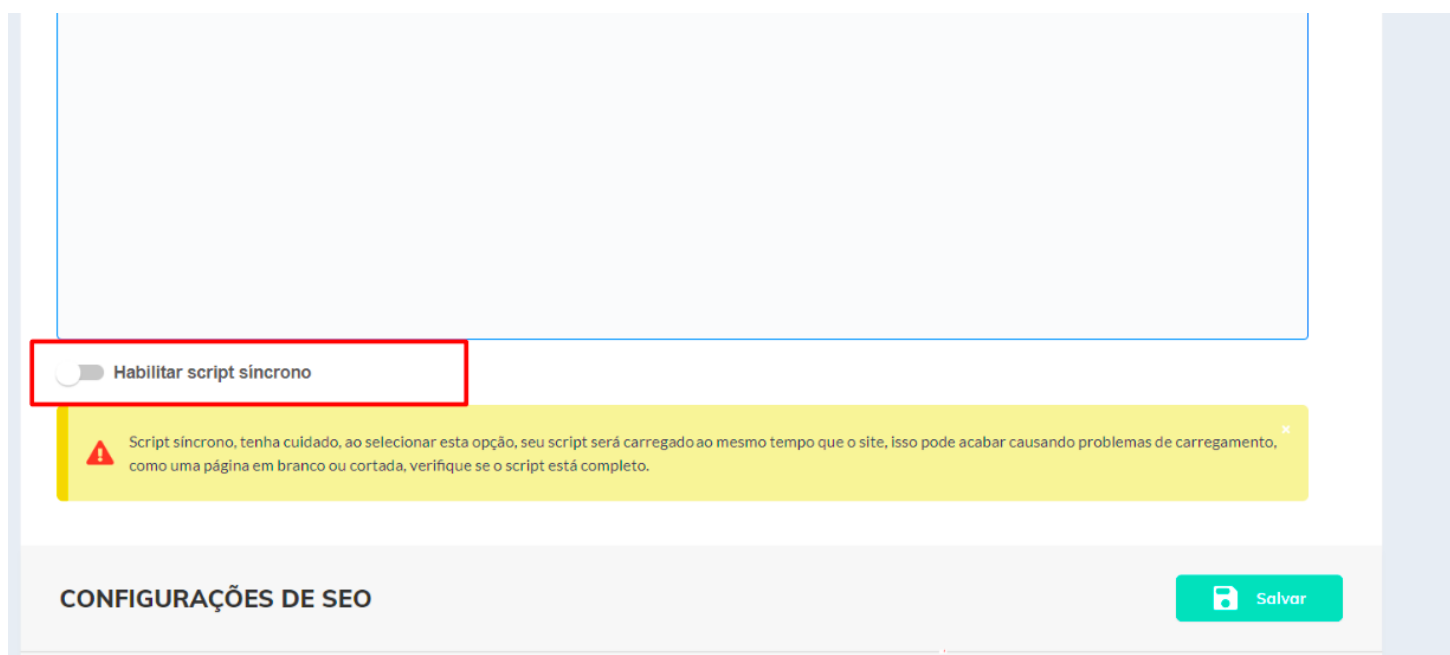 Habilitar script síncrono
Script síncrono, tenha cuidado, ao selecionar esta opção, seu script será carregado ao mesmo tempo que o site, isso pode acabar causando problemas de carregamento,
como uma página em branco ou cortada, verifique se o script está completo.
CONFIGURAÇÕES DE SEO
Salvar